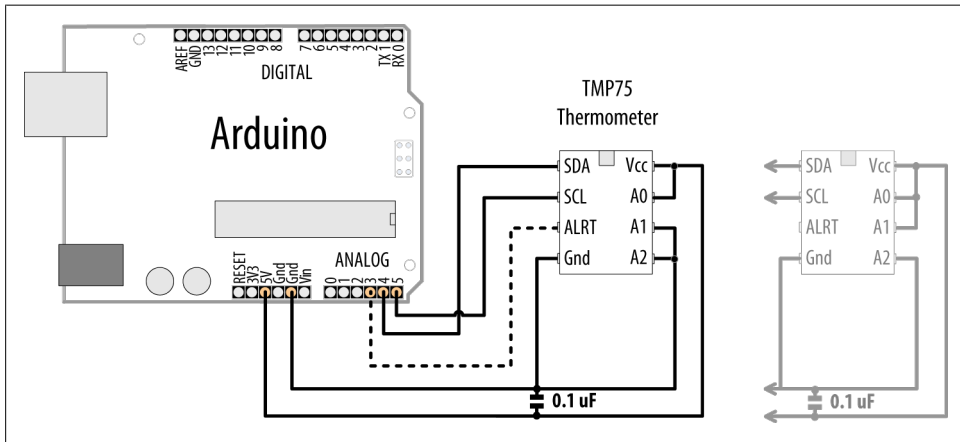 AREF
GND
13
12
11
10
9
8
7
6
5
4
3
2
TX 1
RX 0
DIGITAL
Arduino
TMP75
Thermometer
SDA Vcc
SCL A0
ALRT A1
Gnd A2
SDA Vcc
SCL A0
ALRT A1
Gnd A2
ANALOG
RESET
3V3
5V
Gnd
Gnd
Vin
0
1
2
3
4
5
0.1 uF
0.1 uF